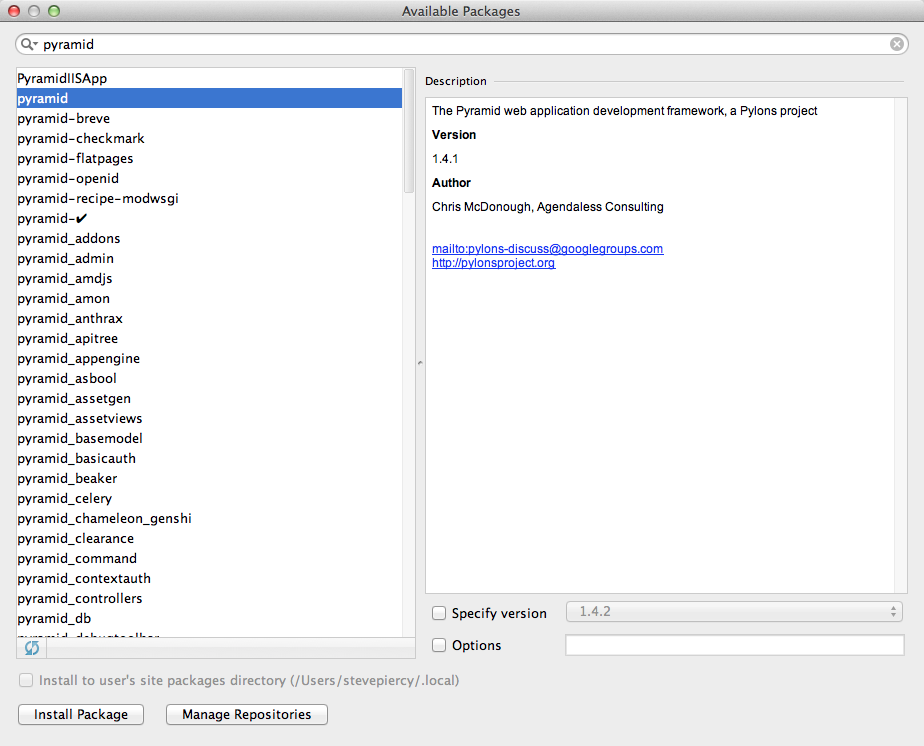 Available Packages
pyramid
PyramidIISApp
pyramid
pyramid-breve
pyramid-checkmark
pyramid-flatpages
pyramid-openid
pyramid-recipe-modwsgi
pyramid-✔
pyramid_addons
pyramid_admin
pyramid_amdjs
pyramid_amon
pyramid_anthrax
pyramid_apitree
pyramid_appengine
pyramid_asbool
pyramid_assetgen
pyramid_assetviews
pyramid_basemodel
pyramid_basicauth
pyramid_beaker
pyramid_celery
pyramid_chameleon_genshi
pyramid_clearance
pyramid_command
pyramid_contextauth
pyramid_controllers
pyramid_db
pyramid_debugtoolbar
Description
The Pyramid web application development framework, a Pylons project
Version
1.4.1
Author
Chris McDonough, Agendaless Consulting
mailto:pylons-discuss@googlegroups.com
http://pylonsproject.org
Specify version 1.4.2
Options
Install to user's site packages directory (/Users/stevepiercy/.local)
Install Package Manage Repositories